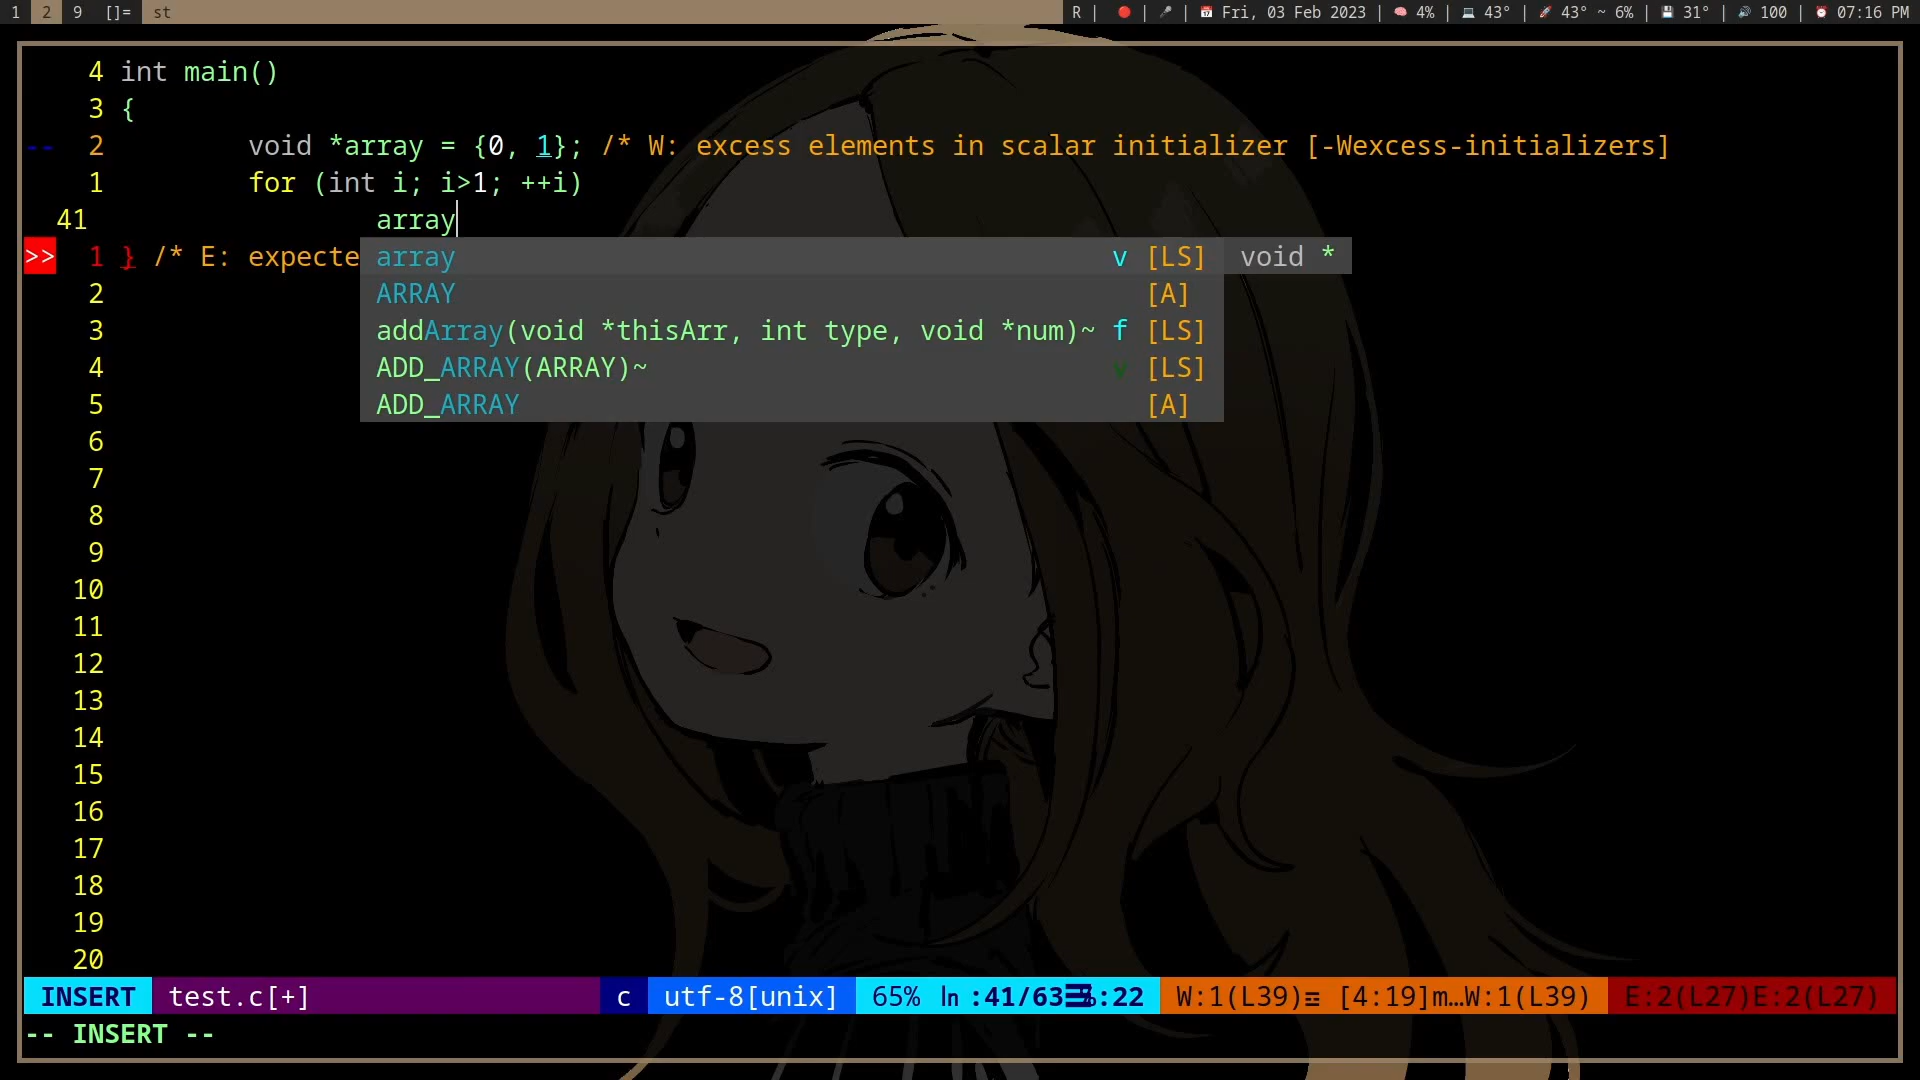 1 2 9 []= st R | | | Fri, 03 Feb 2023 | 4% | 43° | 43° ~ 6% | 31° | 100 | 07:16 PM
4 int main()
3 {
-- 2 void *array = {0, 1}; /* W: excess elements in scalar initializer [-Wexcess-initializers]
1 for (int i; i>1; ++i)
41 array
>> 1 } /* E: expecte array v [LS] void *
2 ARRAY [A]
3 addArray(void *thisArr, int type, void *num)~ f [LS]
4 ADD_ARRAY(ARRAY)~ v [LS]
5 ADD_ARRAY [A]
6
7
8
9
10
11
12
13
14
15
16
17
18
19
20
INSERT test.c[+] c utf-8[unix] 65% ln :41/63☰:22 W:1(L39) [4:19]m…W:1(L39) E:2(L27)E:2(L27)
-- INSERT --